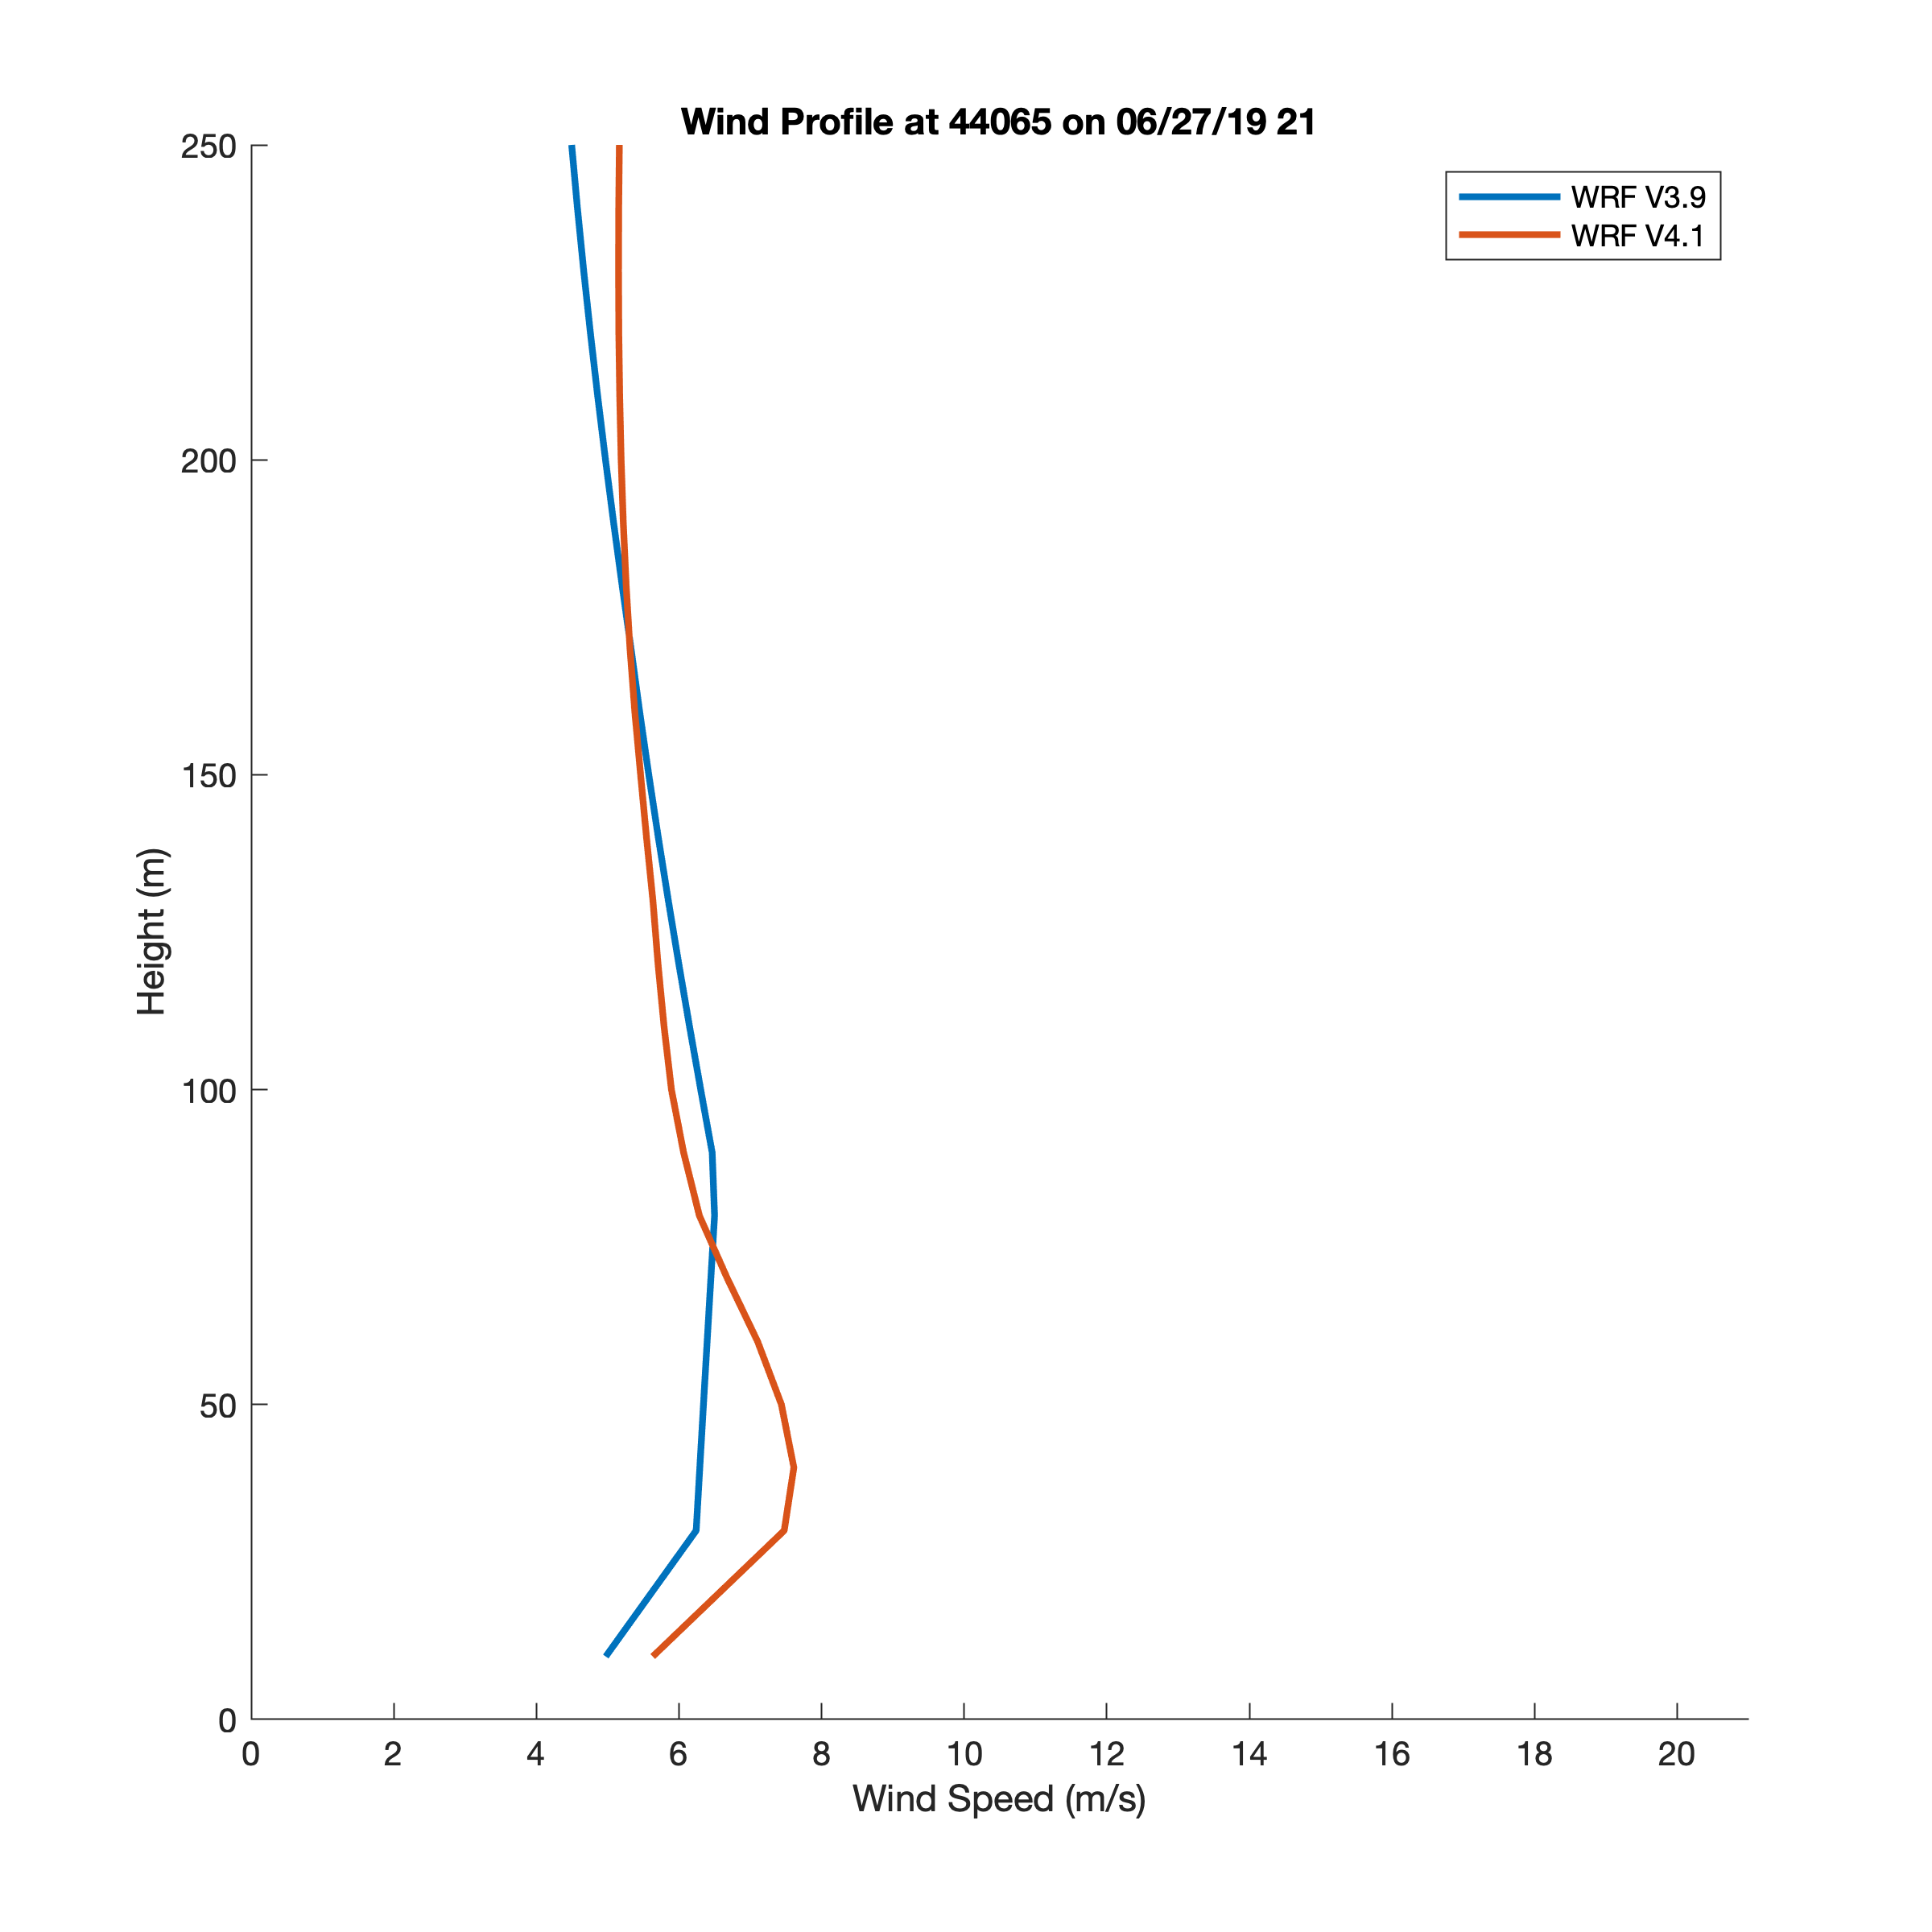 Wind Profile at 44065 on 06/27/19 21
WRF V3.9
WRF V4.1
250
200
150
100
50
0
Height (m)
0 2 4 6 8 10 12 14 16 18 20
Wind Speed (m/s)